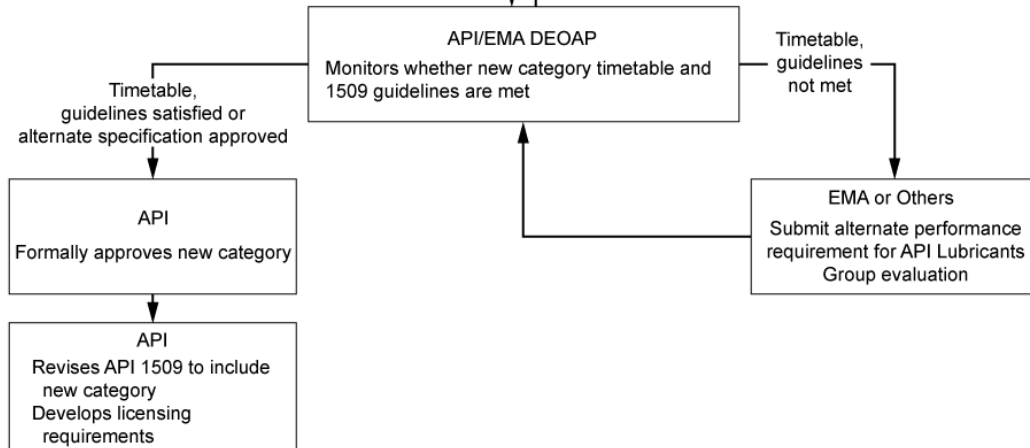 API/EMA DEOAP
Monitors whether new category timetable and
1509 guidelines are met
Timetable,
guidelines
not met
Timetable,
guidelines satisfied or
alternate specification approved
API
Formally approves new category
EMA or Others
Submit alternate performance
requirement for API Lubricants
Group evaluation
API
Revises API 1509 to include
new category
Develops licensing
requirements